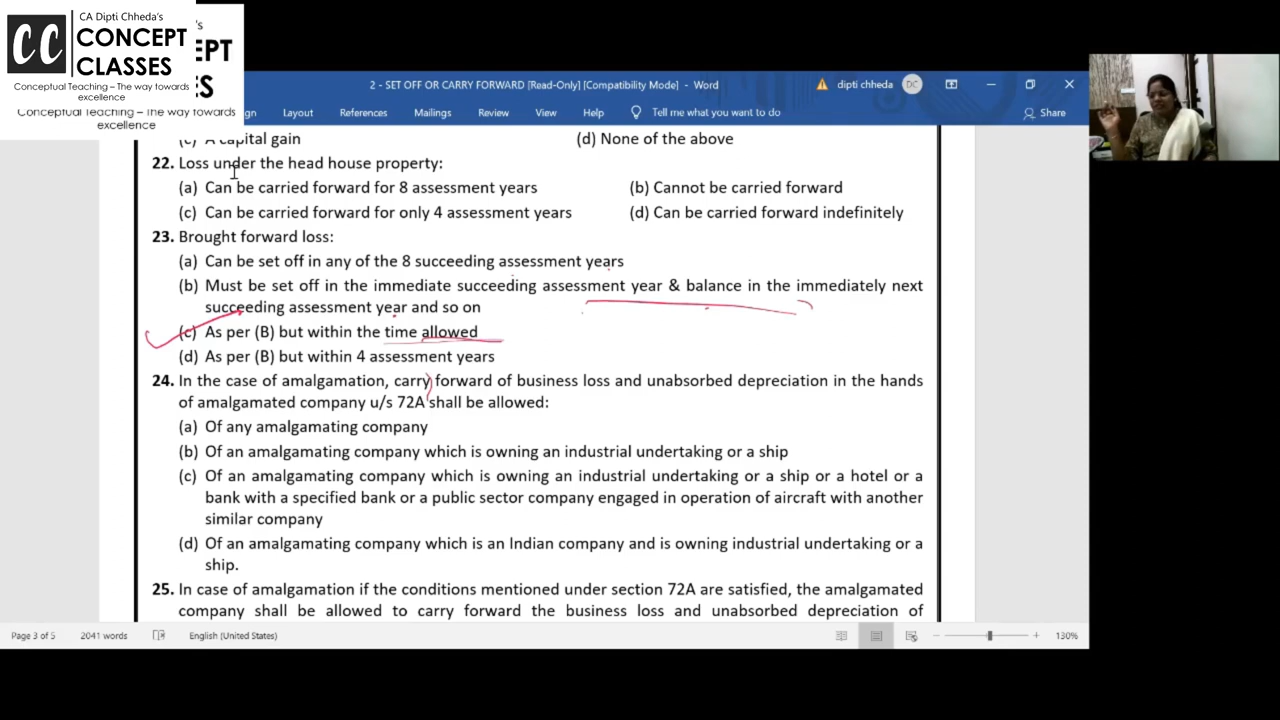 CA Dipti Chheda's
CONCEPT
CLASSES
Conceptual Teaching – The way towards
excellence
's
EPT
S
Conceptual Teaching – The way towards
excellence
2 - SET OFF OR CARRY FORWARD [Read-Only] [Compatibility Mode] - Word
dipti chheda
DC
gn Layout References Mailings Review View Help Tell me what you want to do
Share
(c) A capital gain (d) None of the above
22. Loss under the head house property:
(a) Can be carried forward for 8 assessment years (b) Cannot be carried forward
(c) Can be carried forward for only 4 assessment years (d) Can be carried forward indefinitely
23. Brought forward loss:
(a) Can be set off in any of the 8 succeeding assessment years
(b) Must be set off in the immediate succeeding assessment year & balance in the immediately next
succeeding assessment year and so on
(c) As per (B) but within the time allowed
(d) As per (B) but within 4 assessment years
24. In the case of amalgamation, carry forward of business loss and unabsorbed depreciation in the hands
of amalgamated company u/s 72A shall be allowed:
(a) Of any amalgamating company
(b) Of an amalgamating company which is owning an industrial undertaking or a ship
(c) Of an amalgamating company which is owning an industrial undertaking or a ship or a hotel or a
bank with a specified bank or a public sector company engaged in operation of aircraft with another
similar company
(d) Of an amalgamating company which is an Indian company and is owning industrial undertaking or a
ship.
25. In case of amalgamation if the conditions mentioned under section 72A are satisfied, the amalgamated
company shall be allowed to carry forward the business loss and unabsorbed depreciation of
Page 3 of 5 2041 words English (United States) 130%